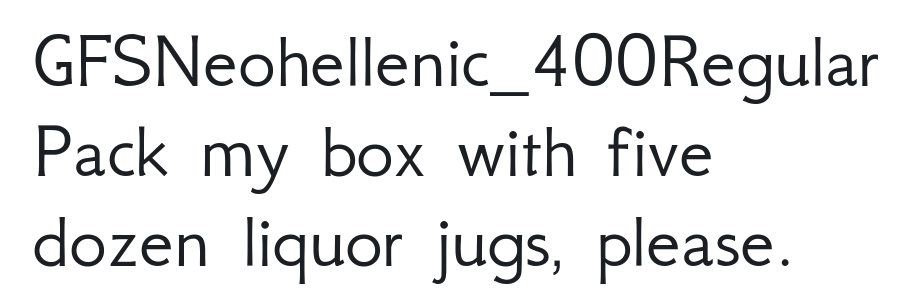 GFSNeohellenic_400Regular
Pack my box with five
dozen liquor jugs, please.